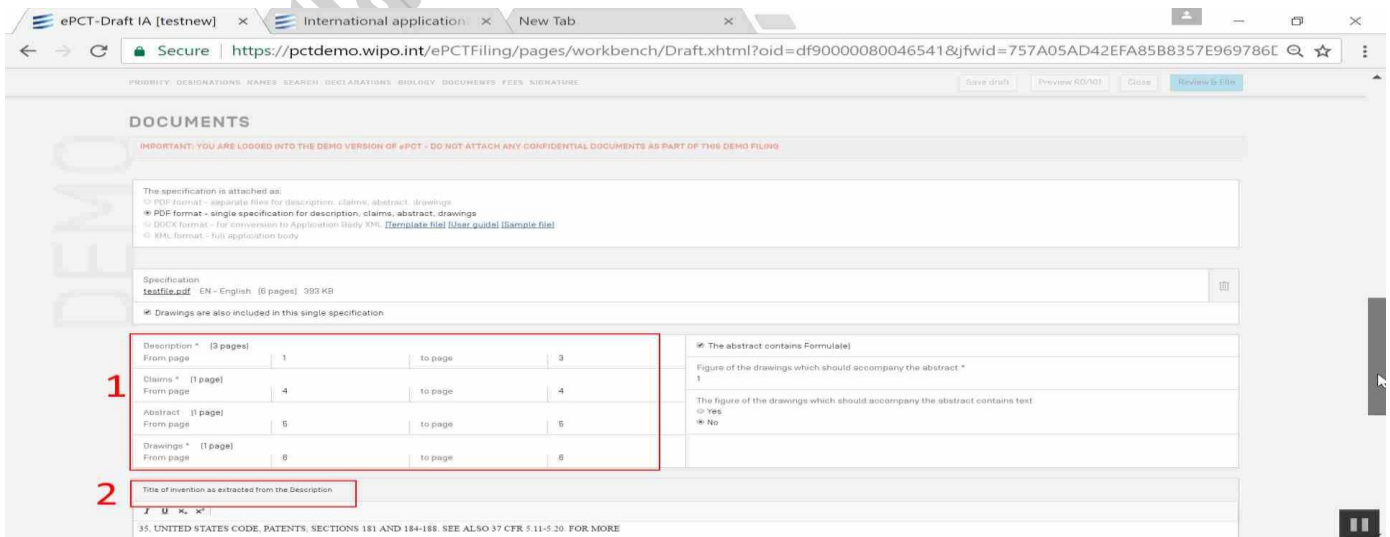 ePCT-Draft IA [testnew] × International application × New Tab ×
Secure | https://pctdemo.wipo.int/ePCTFiling/pages/workbench/Draft.xhtml?oid=df90000080046541&jfwid=757A05AD42EFA85B8357E969786D
PRIORITY DESIGNATIONS NAMES SEARCH DECLARATIONS BIOLOGY DOCUMENTS FEES SIGNATURE Save draft Preview RO/101 Close Review & File
DOCUMENTS
IMPORTANT: YOU ARE LOGGED INTO THE DEMO VERSION OF ePCT - DO NOT ATTACH ANY CONFIDENTIAL DOCUMENTS AS PART OF THIS DEMO FILING
DEMO
The specification is attached as:
PDF format - separate files for description, claims, abstract, drawings
PDF format - single specification for description, claims, abstract, drawings
DOCX format - for conversion to Application Body XML [Template file] [User guide] [Sample file]
XML format - full application body
Specification
testfile.pdf EN - English (6 pages) 393 KB
Drawings are also included in this single specification
1
Description * (3 pages)
From page 1 to page 3
Claims * (1 page)
From page 4 to page 4
Abstract (1 page)
From page 5 to page 5
Drawings * (1 page)
From page 6 to page 6
The abstract contains Formula(e)
Figure of the drawings which should accompany the abstract *
1
The figure of the drawings which should accompany the abstract contains text
Yes
No
2
Title of invention as extracted from the Description
I U ×₂ ×²
35, UNITED STATES CODE, PATENTS, SECTIONS 181 AND 184-188. SEE ALSO 37 CFR 5.11-5.20. FOR MORE